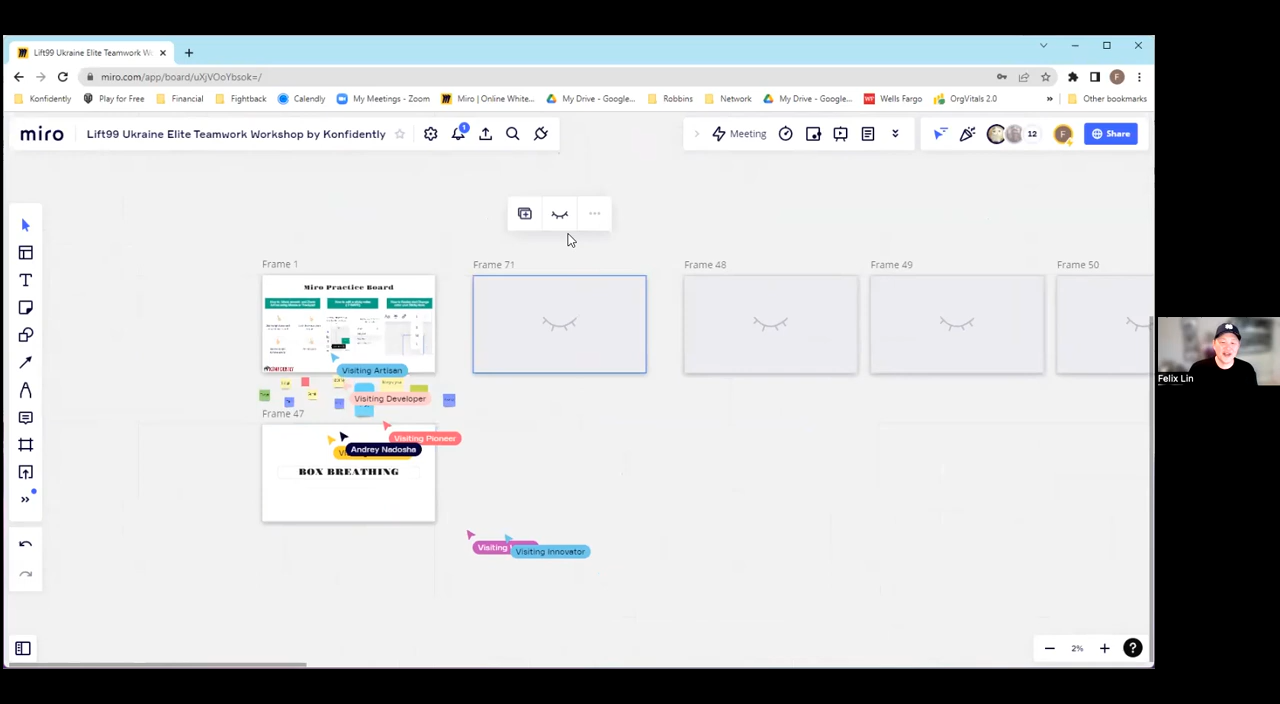 Lift99 Ukraine Elite Teamwork Wo
miro.com/app/board/uXjVOoYbsok=/
Konfidently
Play for Free
Financial
Fightback
Calendly
My Meetings - Zoom
Miro | Online White...
My Drive - Google...
Robbins
Network
My Drive - Google...
Wells Fargo
OrgVitals 2.0
»
Other bookmarks
miro
Lift99 Ukraine Elite Teamwork Workshop by Konfidently
1
Meeting
12
F
Share
Frame 1
Frame 71
Frame 48
Frame 49
Frame 50
Miro Practice Board
Visiting Artisan
Visiting Developer
Frame 47
Visiting Pioneer
Andrey Nadosha
BOX BREATHING
Visiting
Visiting Innovator
2%
?
Felix Lin